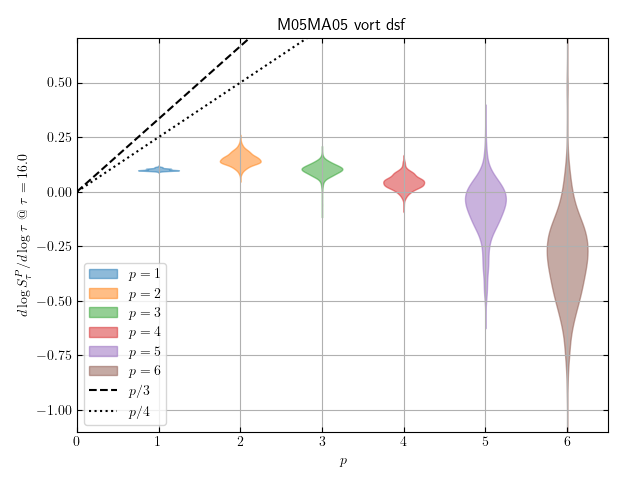 M05MA05 vort dsf
d log S_τ^P / d log τ @ τ = 16.0
0.50
0.25
0.00
−0.25
−0.50
−0.75
−1.00
p = 1
p = 2
p = 3
p = 4
p = 5
p = 6
p/3
p/4
0 1 2 3 4 5 6
p